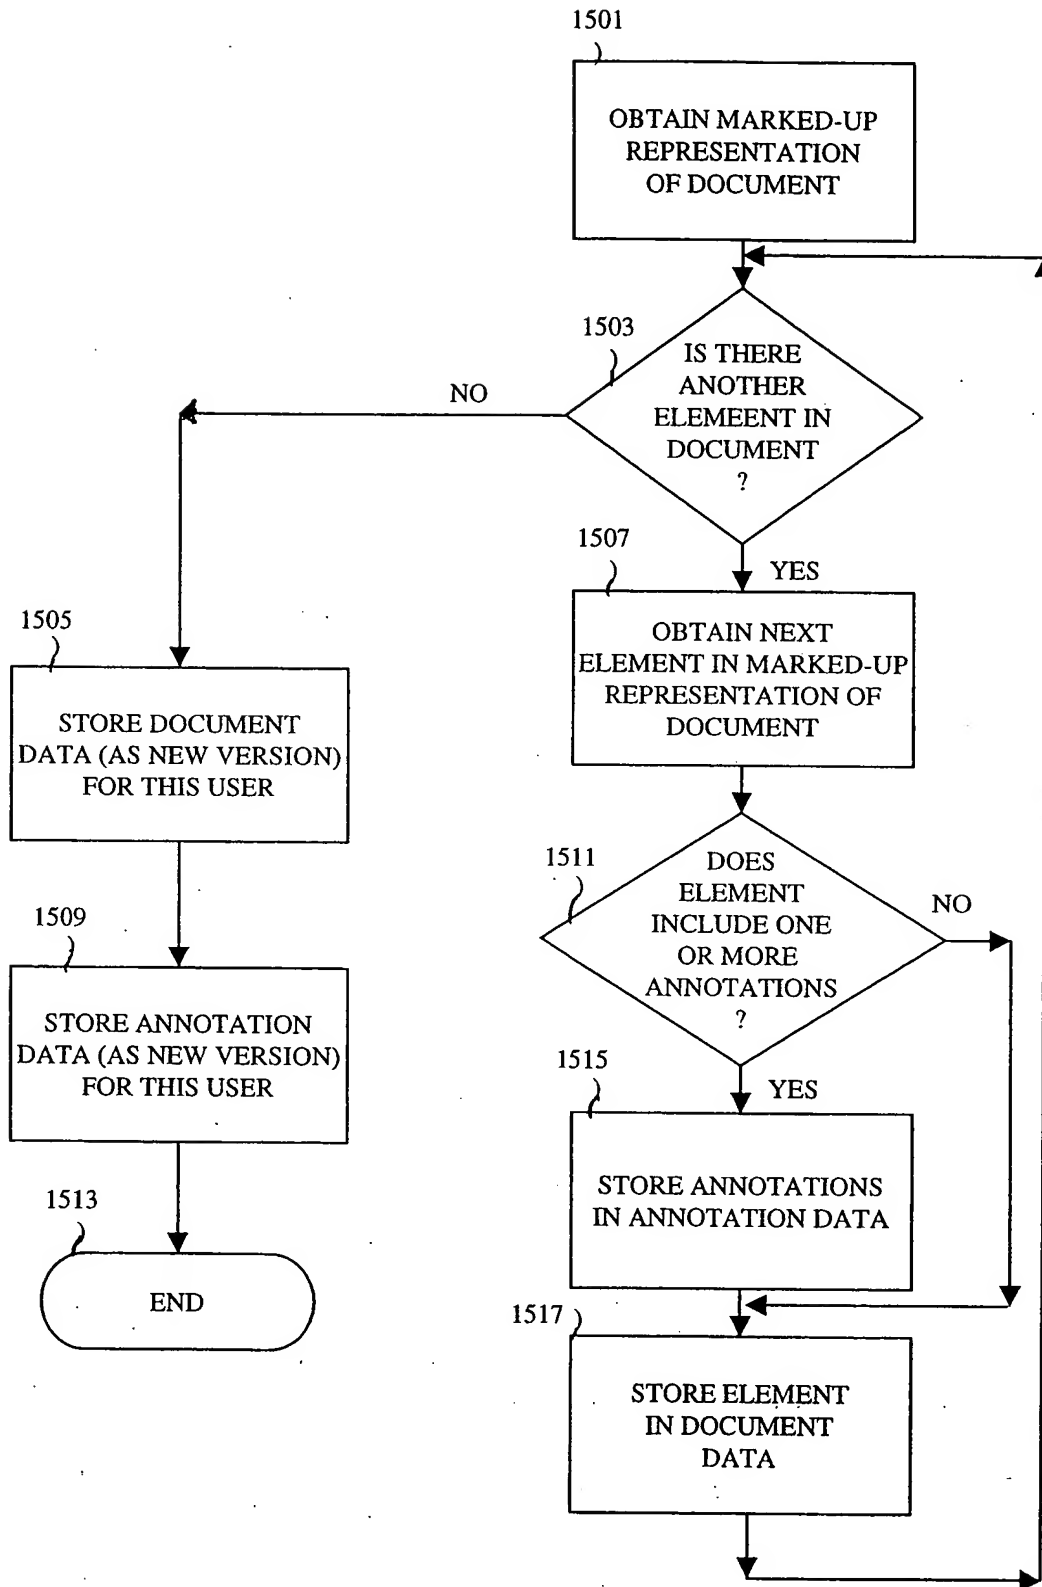 1501
OBTAIN MARKED-UP
REPRESENTATION
OF DOCUMENT
1503
IS THERE
ANOTHER
ELEMEENT IN
DOCUMENT
?
NO
YES
1507
OBTAIN NEXT
ELEMENT IN MARKED-UP
REPRESENTATION OF
DOCUMENT
1505
STORE DOCUMENT
DATA (AS NEW VERSION)
FOR THIS USER
1511
DOES
ELEMENT
INCLUDE ONE
OR MORE
ANNOTATIONS
?
NO
YES
1509
STORE ANNOTATION
DATA (AS NEW VERSION)
FOR THIS USER
1515
STORE ANNOTATIONS
IN ANNOTATION DATA
1513
END
1517
STORE ELEMENT
IN DOCUMENT
DATA